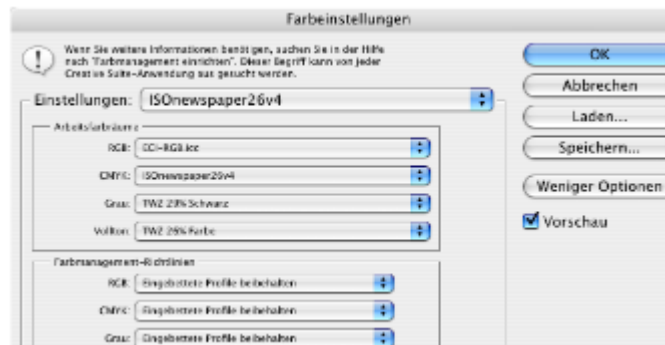 Farbeinstellungen
Wenn Sie weitere Informationen benötigen, suchen Sie in der Hilfe
nach "Farbmanagement einrichten". Dieser Begriff kann von jeder
Creative Suite-Anwendung aus gesucht werden.
OK
Abbrechen
Laden...
Speichern...
Weniger Optionen
Vorschau
Einstellungen: ISOnewspaper26v4
Arbeitsfarbräume
RGB: ECI-RGB.icc
CMYK: ISOnewspaper26v4
Grau: TWZ 29% Schwarz
Vollton: TWZ 26% Farbe
Farbmanagement-Richtlinien
RGB: Eingebettete Profile beibehalten
CMYK: Eingebettete Profile beibehalten
Grau: Eingebettete Profile beibehalten